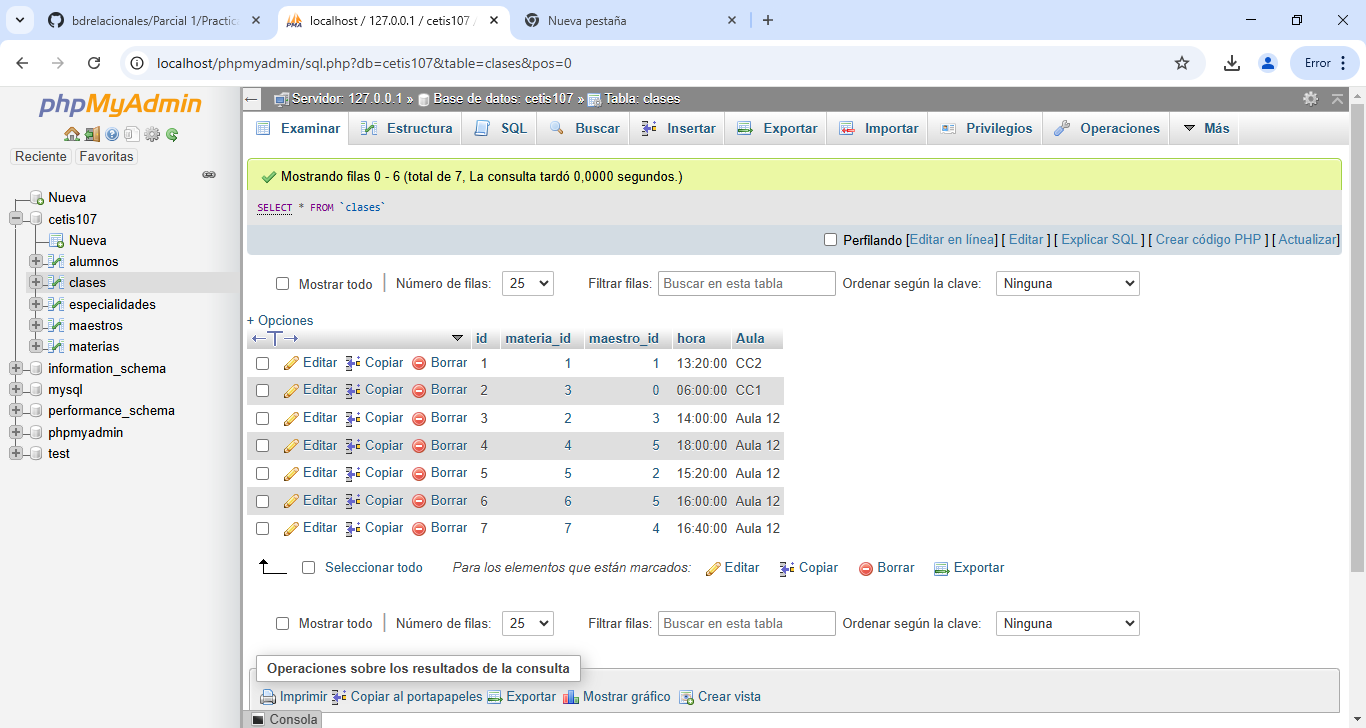 bdrelacionales/Parcial 1/Practica
localhost / 127.0.0.1 / cetis107 /
Nueva pestaña
localhost/phpmyadmin/sql.php?db=cetis107&table=clases&pos=0
Error
phpMyAdmin
Reciente Favoritas
Nueva
cetis107
Nueva
alumnos
clases
especialidades
maestros
materias
information_schema
mysql
performance_schema
phpmyadmin
test
Servidor: 127.0.0.1 » Base de datos: cetis107 » Tabla: clases
Examinar Estructura SQL Buscar Insertar Exportar Importar Privilegios Operaciones Más
Mostrando filas 0 - 6 (total de 7, La consulta tardó 0,0000 segundos.)
SELECT * FROM `clases`
Perfilando [Editar en línea] [ Editar ] [ Explicar SQL ] [ Crear código PHP ] [ Actualizar]
Mostrar todo Número de filas: 25 Filtrar filas: Buscar en esta tabla Ordenar según la clave: Ninguna
+ Opciones
←T→ id materia_id maestro_id hora Aula
Editar Copiar Borrar 1 1 1 13:20:00 CC2
Editar Copiar Borrar 2 3 0 06:00:00 CC1
Editar Copiar Borrar 3 2 3 14:00:00 Aula 12
Editar Copiar Borrar 4 4 5 18:00:00 Aula 12
Editar Copiar Borrar 5 5 2 15:20:00 Aula 12
Editar Copiar Borrar 6 6 5 16:00:00 Aula 12
Editar Copiar Borrar 7 7 4 16:40:00 Aula 12
Seleccionar todo Para los elementos que están marcados: Editar Copiar Borrar Exportar
Mostrar todo Número de filas: 25 Filtrar filas: Buscar en esta tabla Ordenar según la clave: Ninguna
Operaciones sobre los resultados de la consulta
Imprimir Copiar al portapapeles Exportar Mostrar gráfico Crear vista
Consola